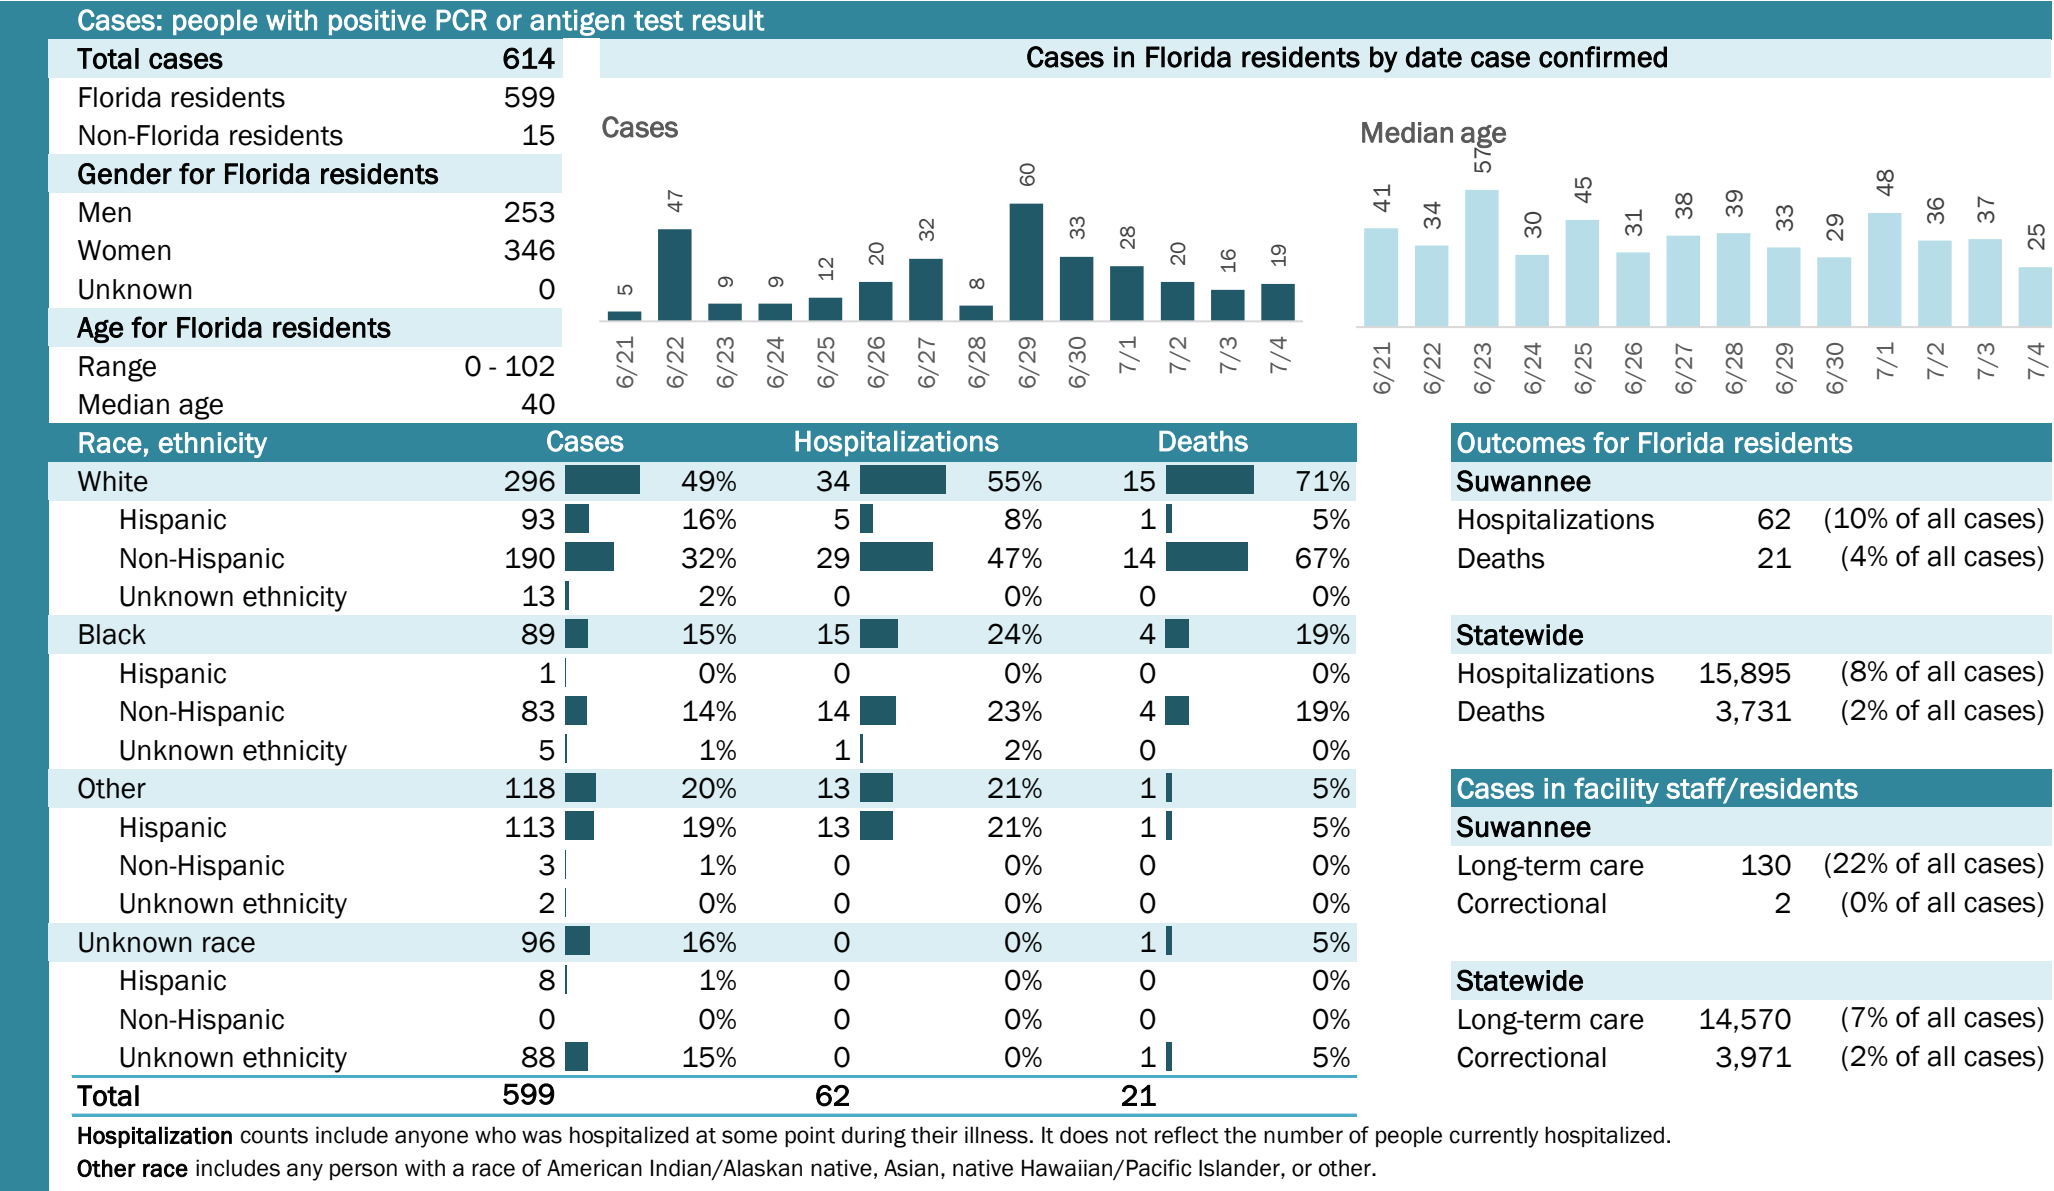 Cases: people with positive PCR or antigen test result
Total cases 614
Florida residents 599
Non-Florida residents 15
Gender for Florida residents
Men 253
Women 346
Unknown 0
Age for Florida residents
Range 0 - 102
Median age 40
Cases in Florida residents by date case confirmed
Cases
5 47 9 9 12 20 32 8 60 33 28 20 16 19
6/21 6/22 6/23 6/24 6/25 6/26 6/27 6/28 6/29 6/30 7/1 7/2 7/3 7/4
Median age
41 34 57 30 45 31 38 39 33 29 48 36 37 25
6/21 6/22 6/23 6/24 6/25 6/26 6/27 6/28 6/29 6/30 7/1 7/2 7/3 7/4
Race, ethnicity Cases Hospitalizations Deaths
White 296 49% 34 55% 15 71%
Hispanic 93 16% 5 8% 1 5%
Non-Hispanic 190 32% 29 47% 14 67%
Unknown ethnicity 13 2% 0 0% 0 0%
Black 89 15% 15 24% 4 19%
Hispanic 1 0% 0 0% 0 0%
Non-Hispanic 83 14% 14 23% 4 19%
Unknown ethnicity 5 1% 1 2% 0 0%
Other 118 20% 13 21% 1 5%
Hispanic 113 19% 13 21% 1 5%
Non-Hispanic 3 1% 0 0% 0 0%
Unknown ethnicity 2 0% 0 0% 0 0%
Unknown race 96 16% 0 0% 1 5%
Hispanic 8 1% 0 0% 0 0%
Non-Hispanic 0 0% 0 0% 0 0%
Unknown ethnicity 88 15% 0 0% 1 5%
Total 599 62 21
Outcomes for Florida residents
Suwannee
Hospitalizations 62 (10% of all cases)
Deaths 21 (4% of all cases)
Statewide
Hospitalizations 15,895 (8% of all cases)
Deaths 3,731 (2% of all cases)
Cases in facility staff/residents
Suwannee
Long-term care 130 (22% of all cases)
Correctional 2 (0% of all cases)
Statewide
Long-term care 14,570 (7% of all cases)
Correctional 3,971 (2% of all cases)
Hospitalization counts include anyone who was hospitalized at some point during their illness. It does not reflect the number of people currently hospitalized.
Other race includes any person with a race of American Indian/Alaskan native, Asian, native Hawaiian/Pacific Islander, or other.